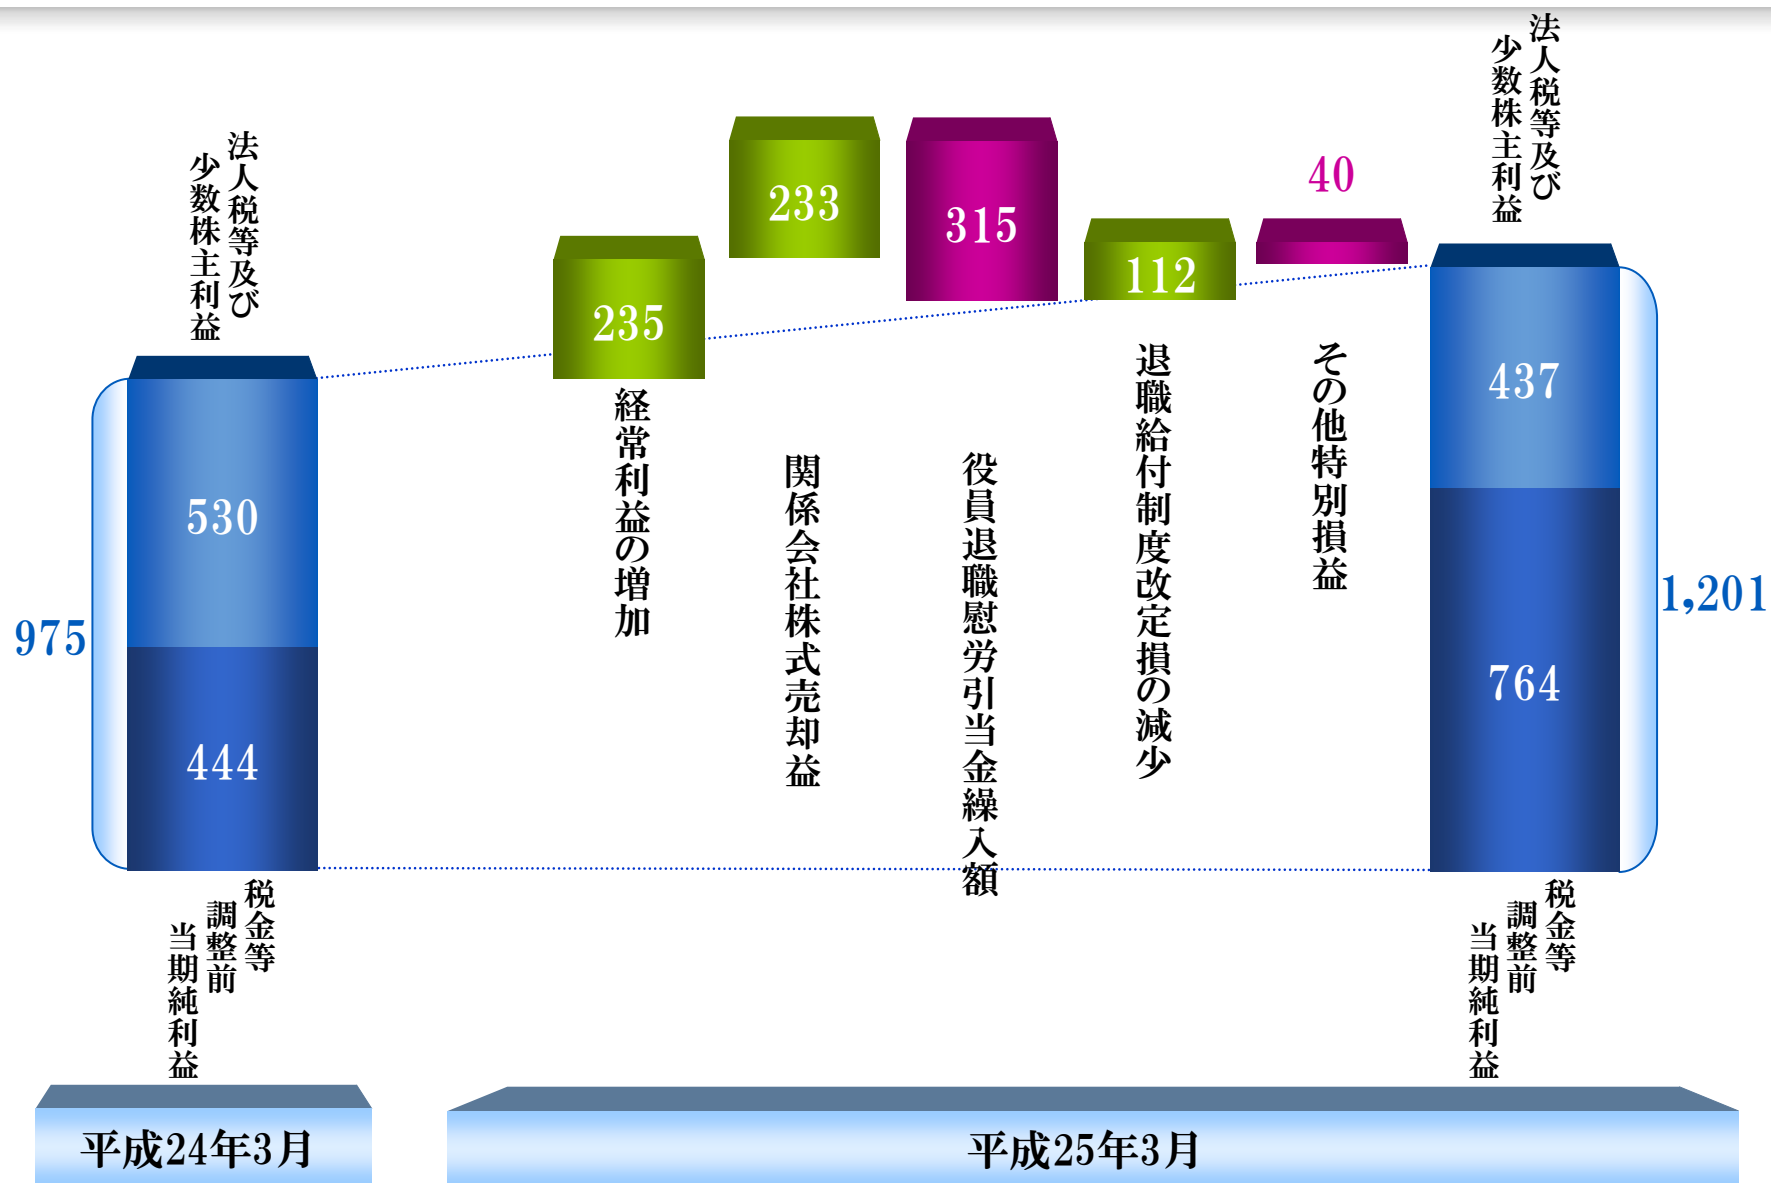 法人税等及び
少数株主利益
975
530
444
税金等
調整前
当期純利益
平成24年3月
235
経常利益の増加
233
関係会社株式売却益
315
役員退職慰労引当金繰入額
112
退職給付制度改定損の減少
40
その他特別損益
法人税等及び
少数株主利益
437
764
1,201
税金等
調整前
当期純利益
平成25年3月